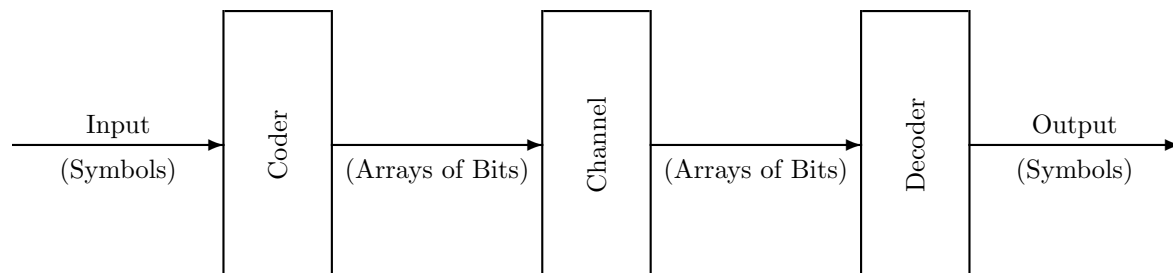 Input
(Symbols)
Coder
(Arrays of Bits)
Channel
(Arrays of Bits)
Decoder
Output
(Symbols)